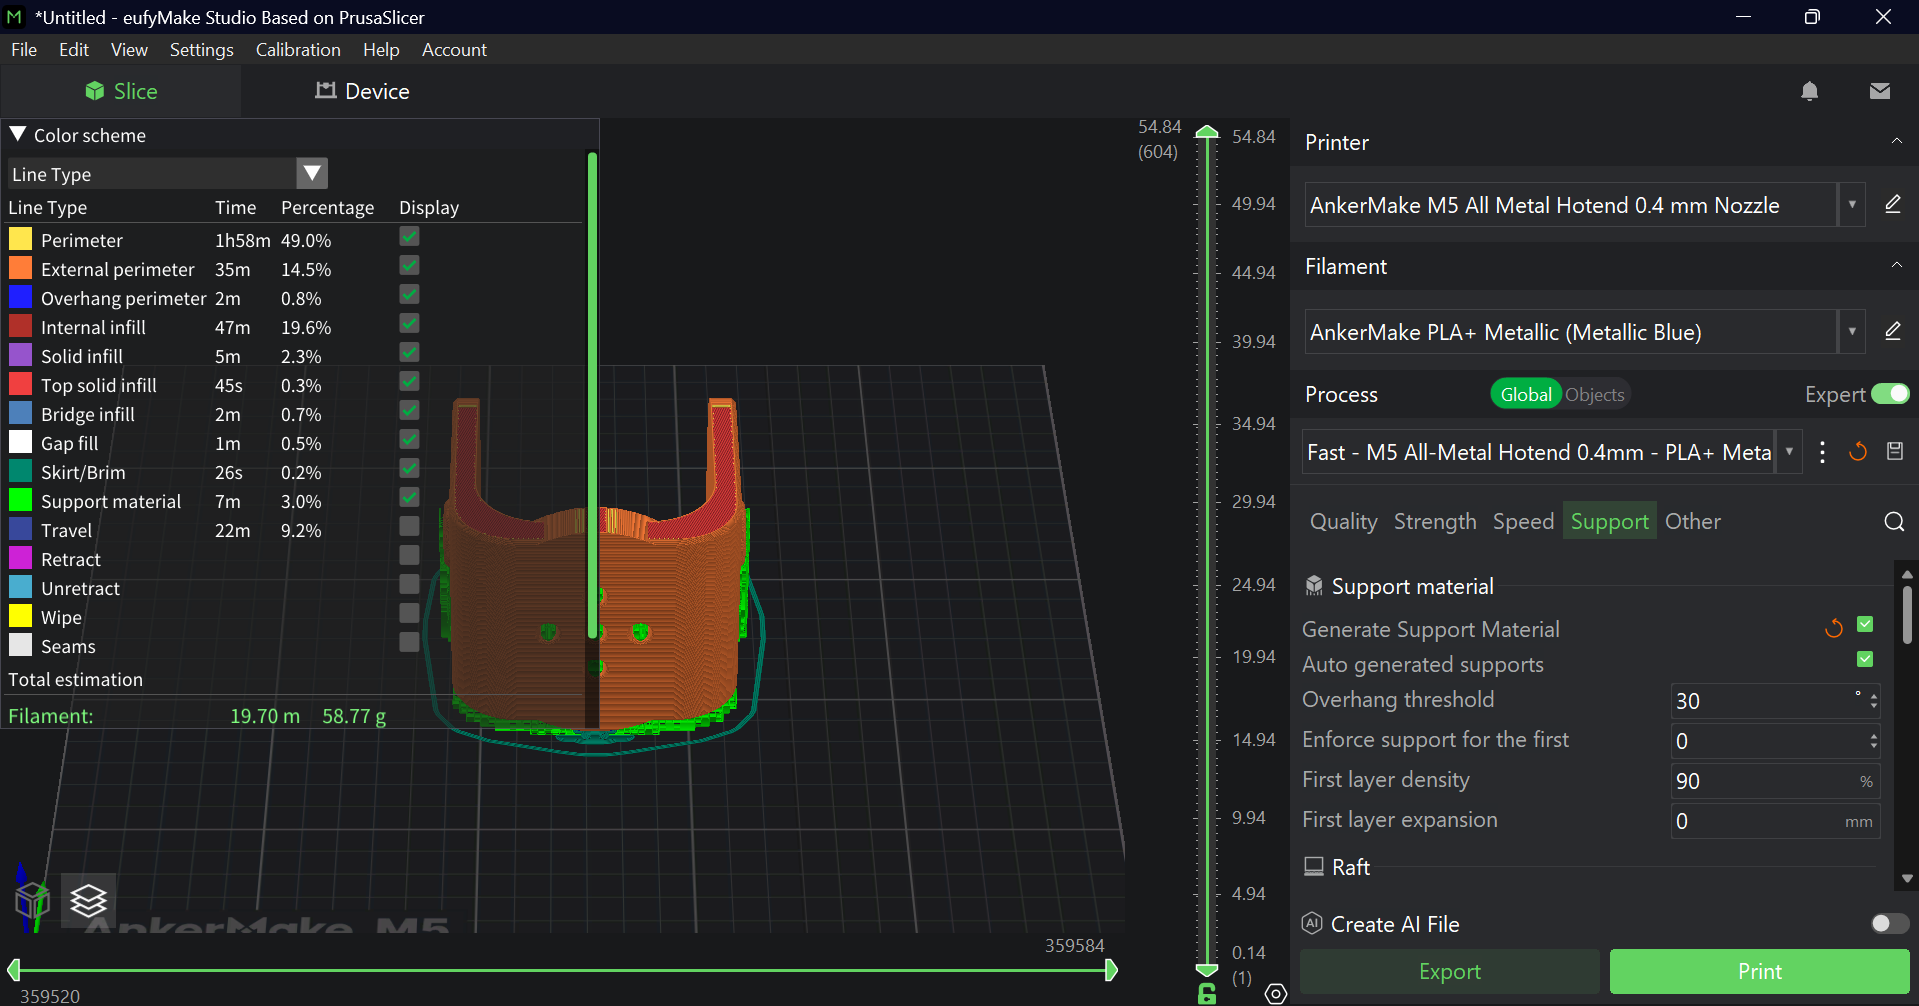 *Untitled - eufyMake Studio Based on PrusaSlicer
File Edit View Settings Calibration Help Account
Slice Device
Color scheme
Line Type
Line Type Time Percentage Display
Perimeter 1h58m 49.0%
External perimeter 35m 14.5%
Overhang perimeter 2m 0.8%
Internal infill 47m 19.6%
Solid infill 5m 2.3%
Top solid infill 45s 0.3%
Bridge infill 2m 0.7%
Gap fill 1m 0.5%
Skirt/Brim 26s 0.2%
Support material 7m 3.0%
Travel 22m 9.2%
Retract
Unretract
Wipe
Seams
Total estimation
Filament: 19.70 m 58.77 g
AnkerMake M5
359584
359520
54.84
(604)
54.84
49.94
44.94
39.94
34.94
29.94
24.94
19.94
14.94
9.94
4.94
0.14
(1)
Printer
AnkerMake M5 All Metal Hotend 0.4 mm Nozzle
Filament
AnkerMake PLA+ Metallic (Metallic Blue)
Process Global Objects Expert
Fast - M5 All-Metal Hotend 0.4mm - PLA+ Meta
Quality Strength Speed Support Other
Support material
Generate Support Material
Auto generated supports
Overhang threshold 30 °
Enforce support for the first 0
First layer density 90 %
First layer expansion 0 mm
Raft
AI Create AI File
Export Print